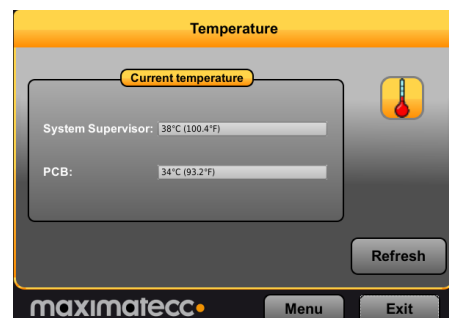 Temperature
Current temperature
System Supervisor: 38°C (100.4°F)
PCB: 34°C (93.2°F)
Refresh
maximatecc
Menu
Exit